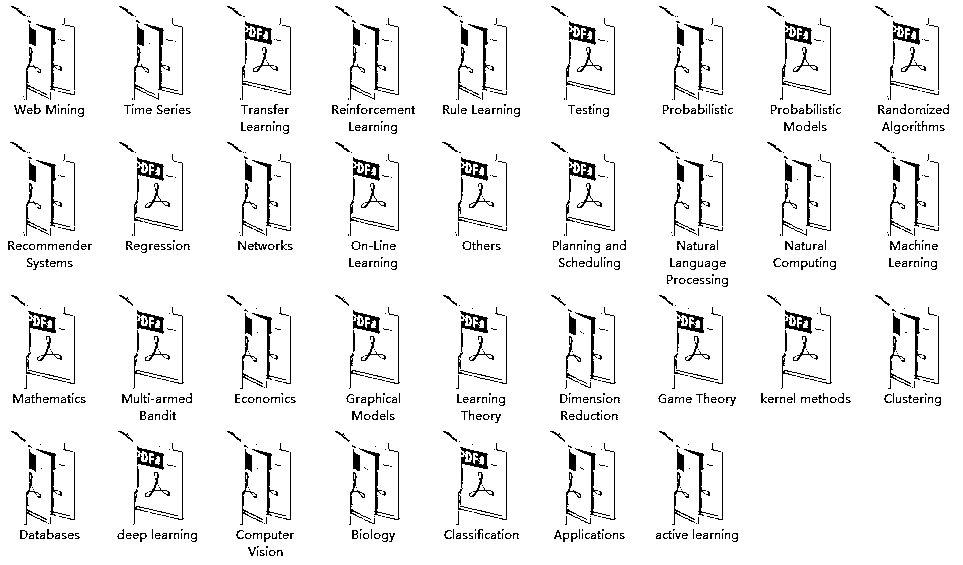 Web Mining
Time Series
Transfer
Learning
Reinforcement
Learning
Rule Learning
Testing
Probabilistic
Probabilistic
Models
Randomized
Algorithms
Recommender
Systems
Regression
Networks
On-Line
Learning
Others
Planning and
Scheduling
Natural
Language
Processing
Natural
Computing
Machine
Learning
Mathematics
Multi-armed
Bandit
Economics
Graphical
Models
Learning
Theory
Dimension
Reduction
Game Theory
kernel methods
Clustering
Databases
deep learning
Computer
Vision
Biology
Classification
Applications
active learning